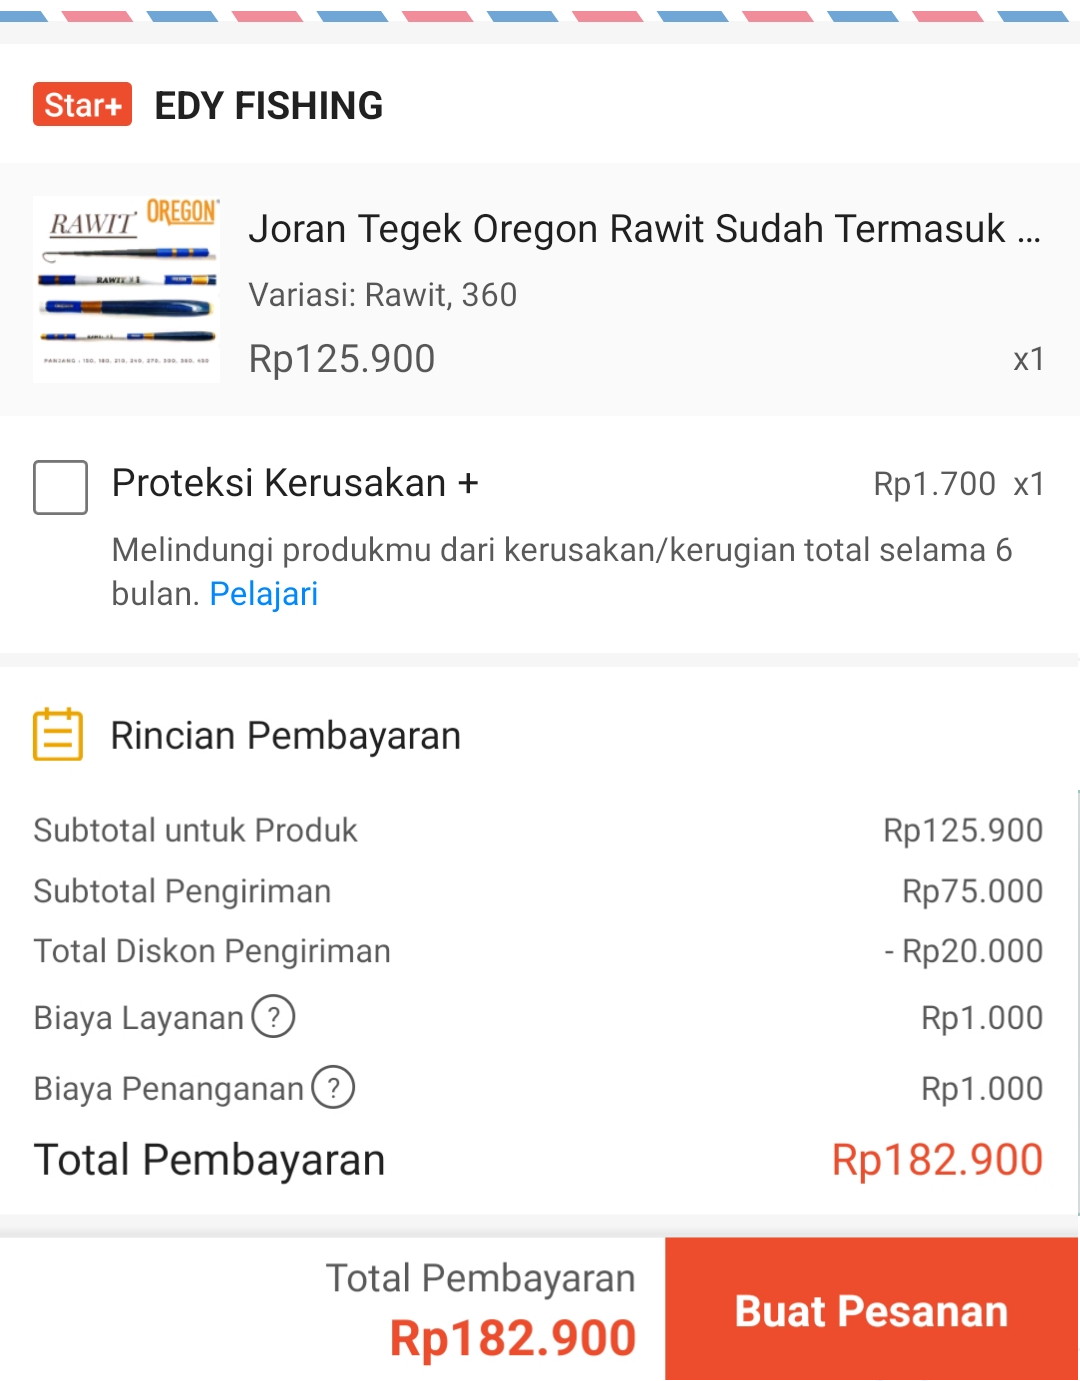 Star+ EDY FISHING
RAWIT OREGON
RAWIT #1
PANJANG : 150, 180, 210, 240, 270, 300, 360, 450
Joran Tegek Oregon Rawit Sudah Termasuk ...
Variasi: Rawit, 360
Rp125.900 x1
Proteksi Kerusakan + Rp1.700 x1
Melindungi produkmu dari kerusakan/kerugian total selama 6
bulan. Pelajari
Rincian Pembayaran
Subtotal untuk Produk Rp125.900
Subtotal Pengiriman Rp75.000
Total Diskon Pengiriman - Rp20.000
Biaya Layanan ? Rp1.000
Biaya Penanganan ? Rp1.000
Total Pembayaran Rp182.900
Total Pembayaran
Rp182.900
Buat Pesanan